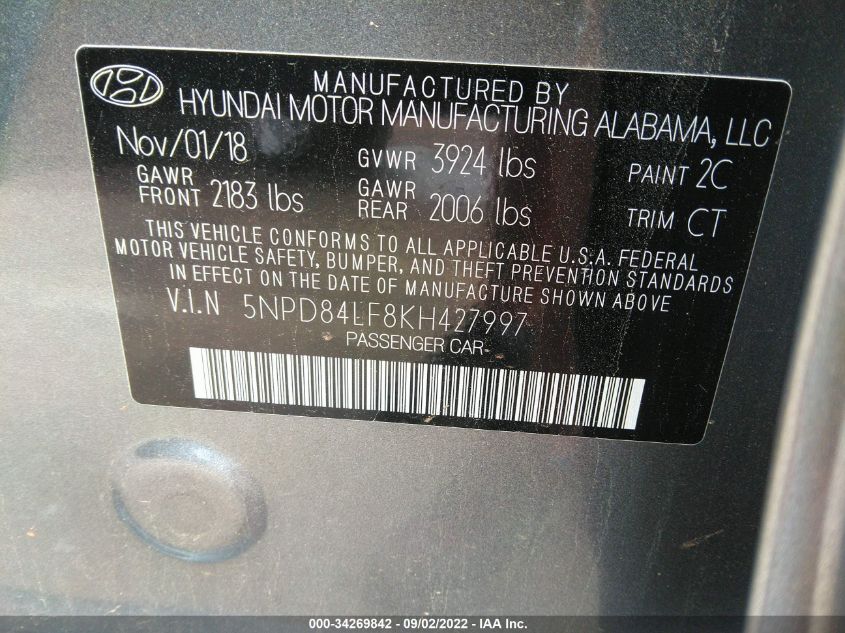 MANUFACTURED BY
HYUNDAI MOTOR MANUFACTURING ALABAMA, LLC
Nov/01/18 GVWR 3924 lbs PAINT 2C
GAWR FRONT 2183 lbs GAWR REAR 2006 lbs TRIM CT
THIS VEHICLE CONFORMS TO ALL APPLICABLE U.S.A. FEDERAL
MOTOR VEHICLE SAFETY, BUMPER, AND THEFT PREVENTION STANDARDS
IN EFFECT ON THE DATE OF MANUFACTURE SHOWN ABOVE
V.I.N 5NPD84LF8KH427997
PASSENGER CAR
000-34269842 - 09/02/2022 - IAA Inc.